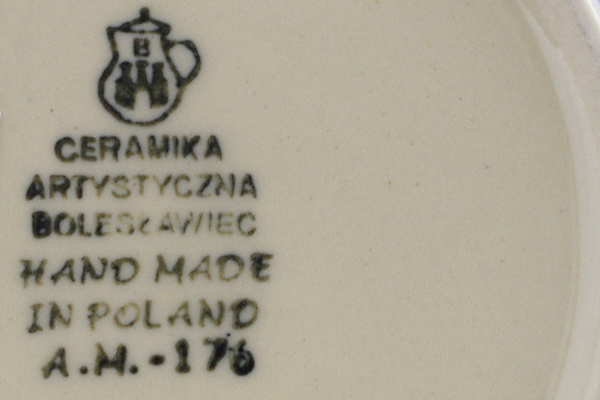 B
CERAMIKA
ARTYSTYCZNA
BOLESŁAWIEC
HAND MADE
IN POLAND
A.M.-176